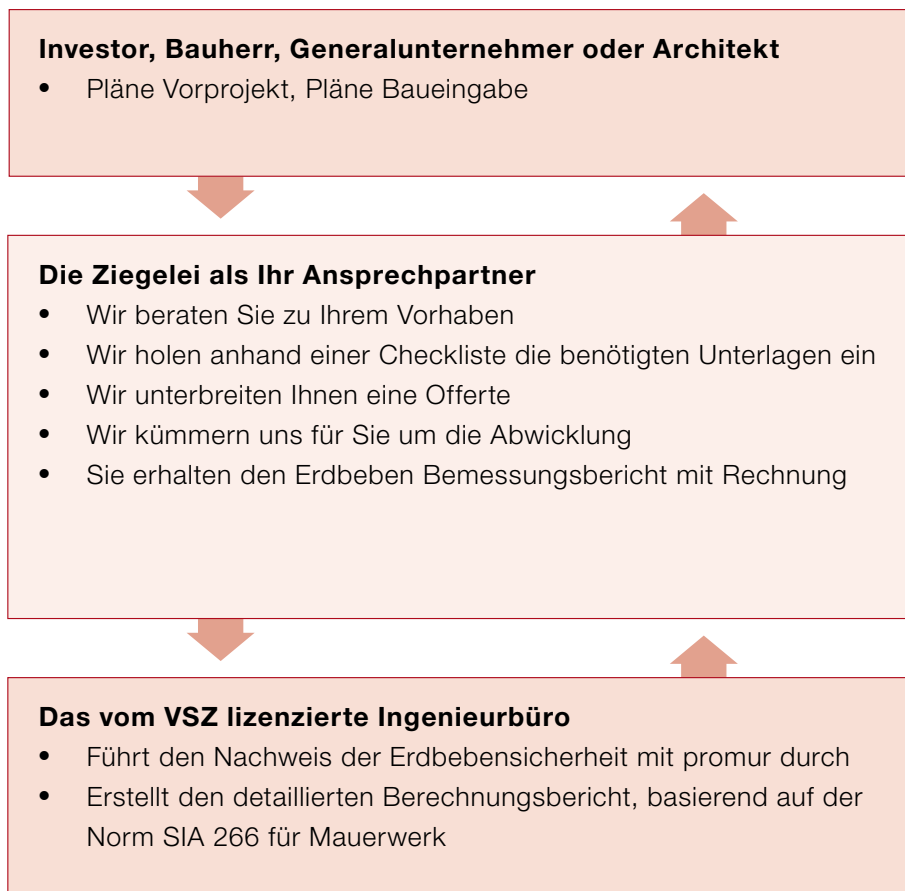 Investor, Bauherr, Generalunternehmer oder Architekt
• Pläne Vorprojekt, Pläne Baueingabe
Die Ziegelei als Ihr Ansprechpartner
• Wir beraten Sie zu Ihrem Vorhaben
• Wir holen anhand einer Checkliste die benötigten Unterlagen ein
• Wir unterbreiten Ihnen eine Offerte
• Wir kümmern uns für Sie um die Abwicklung
• Sie erhalten den Erdbeben Bemessungsbericht mit Rechnung
Das vom VSZ lizenzierte Ingenieurbüro
• Führt den Nachweis der Erdbebensicherheit mit promur durch
• Erstellt den detaillierten Berechnungsbericht, basierend auf der
Norm SIA 266 für Mauerwerk